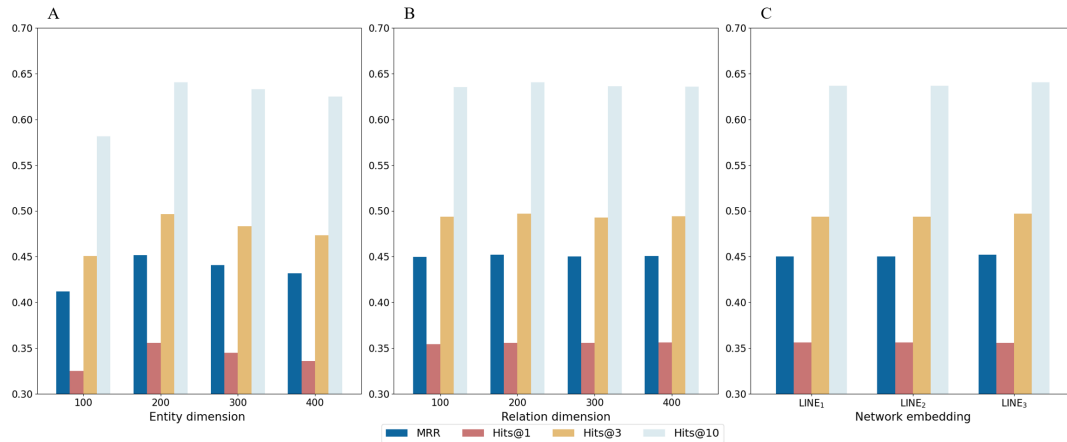 A
0.70
0.65
0.60
0.55
0.50
0.45
0.40
0.35
0.30
100 200 300 400
Entity dimension
B
0.70
0.65
0.60
0.55
0.50
0.45
0.40
0.35
0.30
100 200 300 400
Relation dimension
C
0.70
0.65
0.60
0.55
0.50
0.45
0.40
0.35
0.30
LINE₁ LINE₂ LINE₃
Network embedding
MRR Hits@1 Hits@3 Hits@10